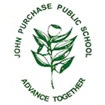 JOHN PURCHASE PUBLIC SCHOOL
ADVANCE TOGETHER